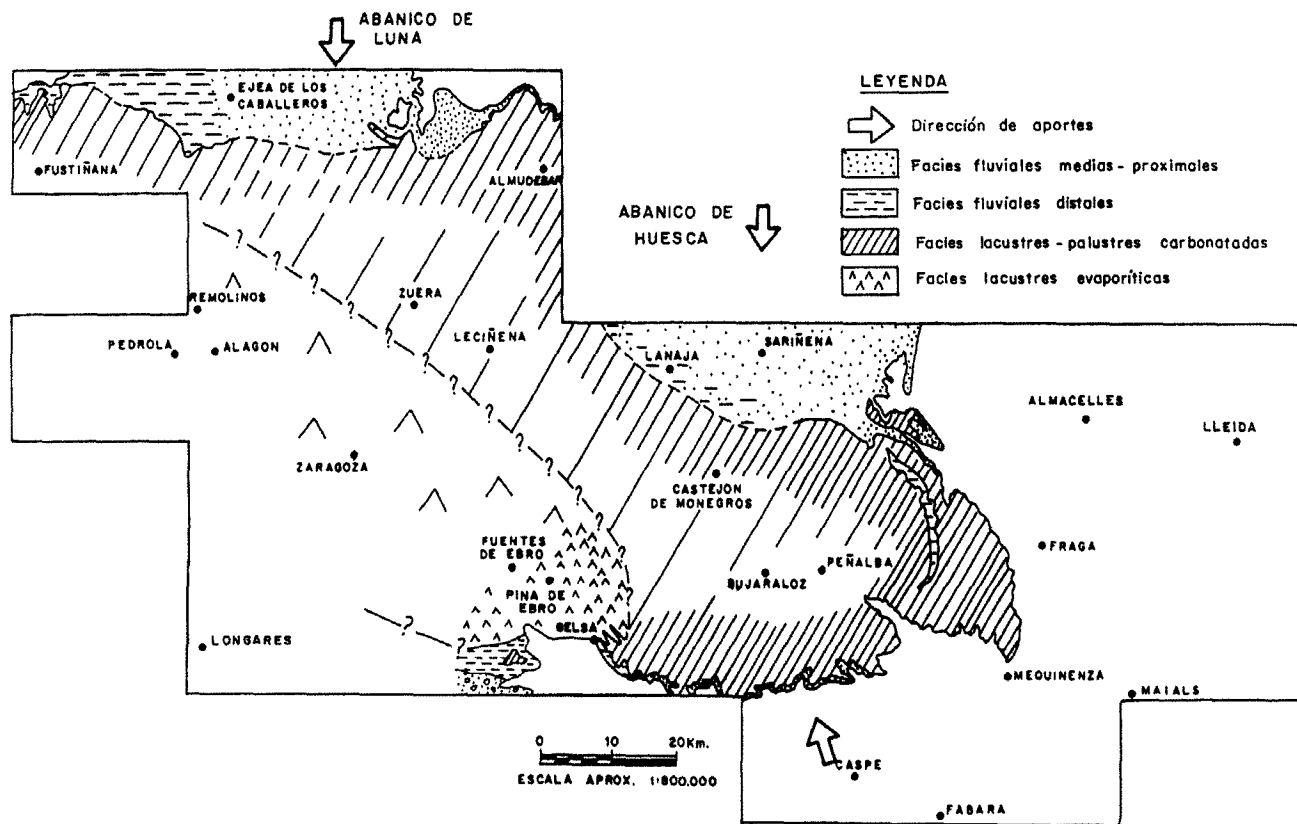 ABANICO DE
LUNA
LEYENDA
Dirección de aportes
Facies fluviales medias-proximales
Facies fluviales distales
Facies lacustres-palustres carbonatadas
Facies lacustres evaporíticas
EJEA DE LOS
CABALLEROS
FUSTIÑANA
ALMUDEBAR
ABANICO DE
HUESCA
?
?
?
REMOLINOS
?
ZUERA
?
PEDROLA
ALAGON
?
LECIÑENA
?
LANAJA
SARIÑENA
?
?
ALMACELLES
LLEIDA
?
ZARAGOZA
?
CASTEJON
DE MONEGROS
?
?
FUENTES
DE EBRO
?
FRAGA
PINA DE
EBRO
BUJARALOZ
PEÑALBA
?
?
GELSA
LONGARES
?
MEQUINENZA
MAIALS
0 10 20Km.
ESCALA APROX. 1:800.000
CASPE
FABARA